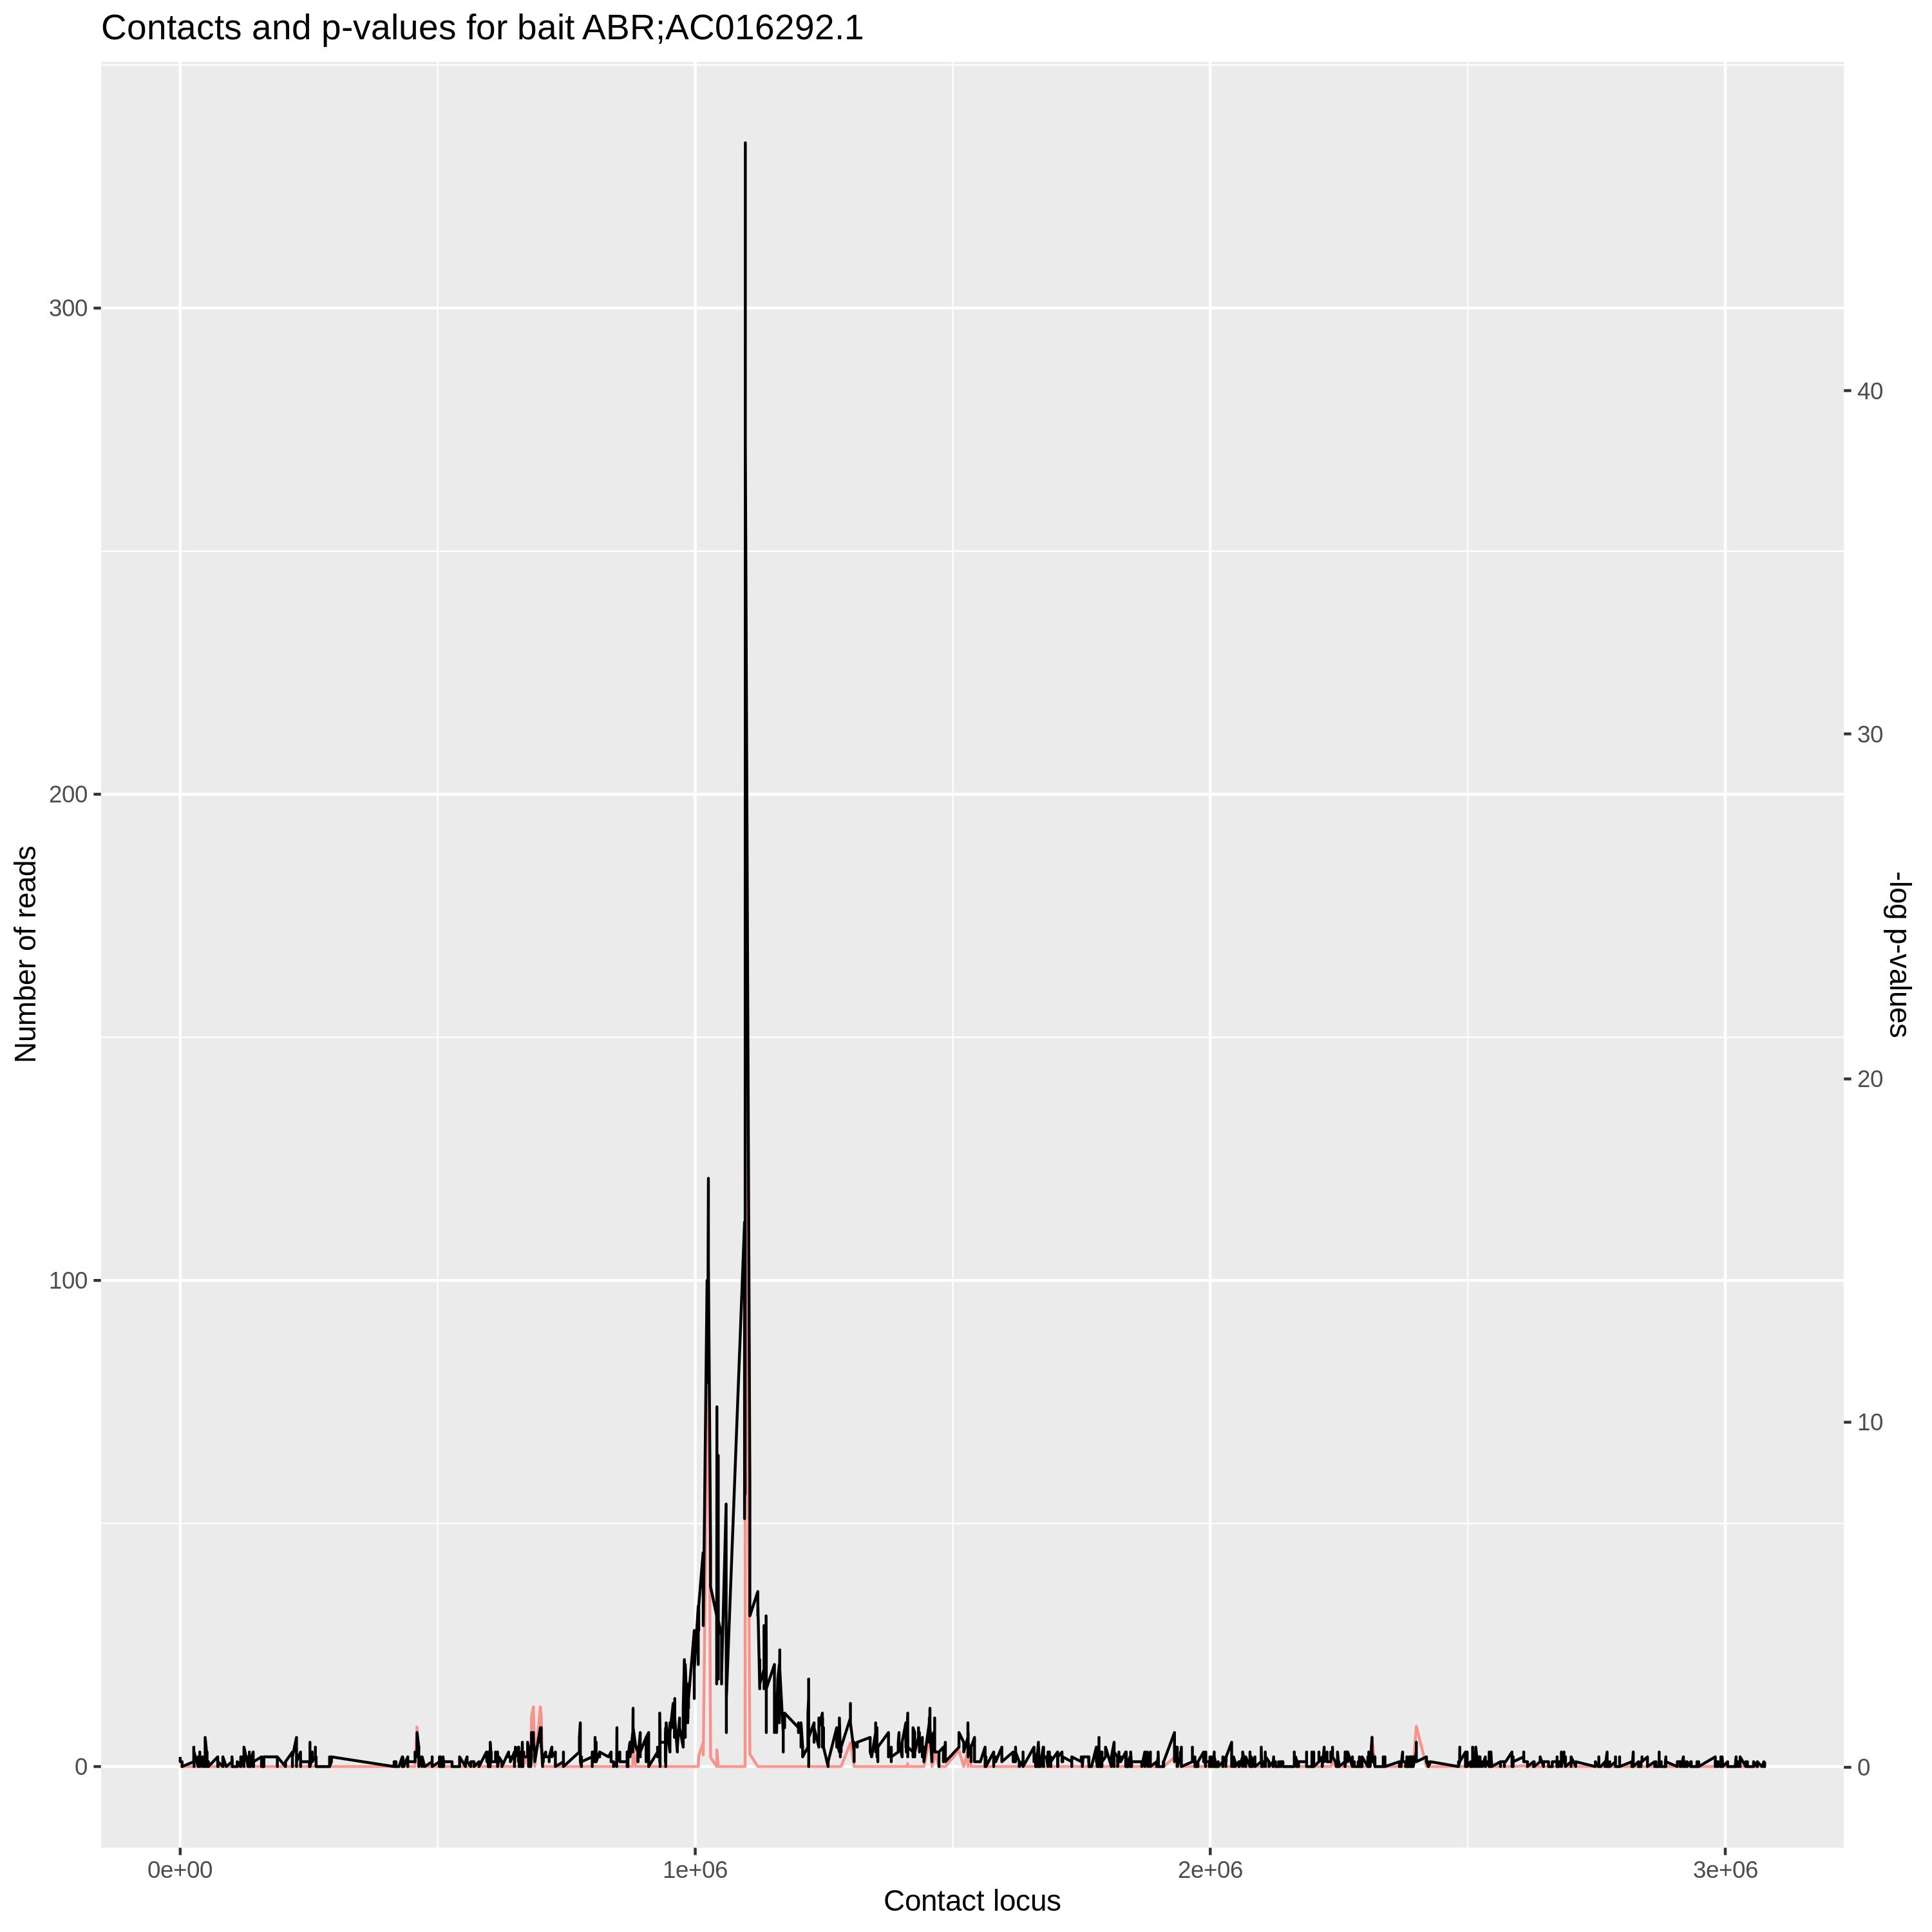 Contacts and p-values for bait ABR;AC016292.1
300
200
100
0
Number of reads
40
30
20
10
0
-log p-values
0e+00 1e+06 2e+06 3e+06
Contact locus